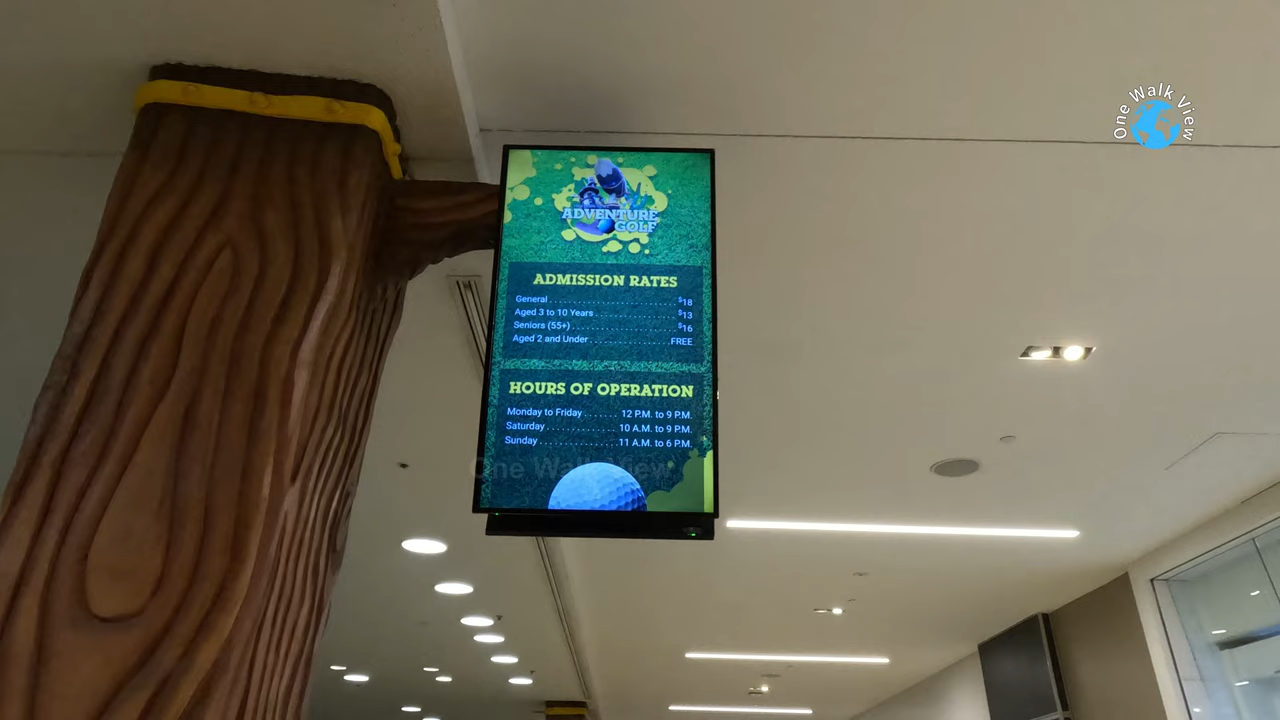 One Walk View
ADVENTURE
GOLF
ADMISSION RATES
General . . . . . . . . . . . . . . . . . . . . . . . . . . . . $18
Aged 3 to 10 Years . . . . . . . . . . . . . . . . . $13
Seniors (55+) . . . . . . . . . . . . . . . . . . . . . . $16
Aged 2 and Under . . . . . . . . . . . . . . . . FREE
HOURS OF OPERATION
Monday to Friday . . . . . . . 12 P.M. to 9 P.M.
Saturday . . . . . . . . . . . . . . . 10 A.M. to 9 P.M.
Sunday . . . . . . . . . . . . . . . . . 11 A.M. to 6 P.M.
One Walk View